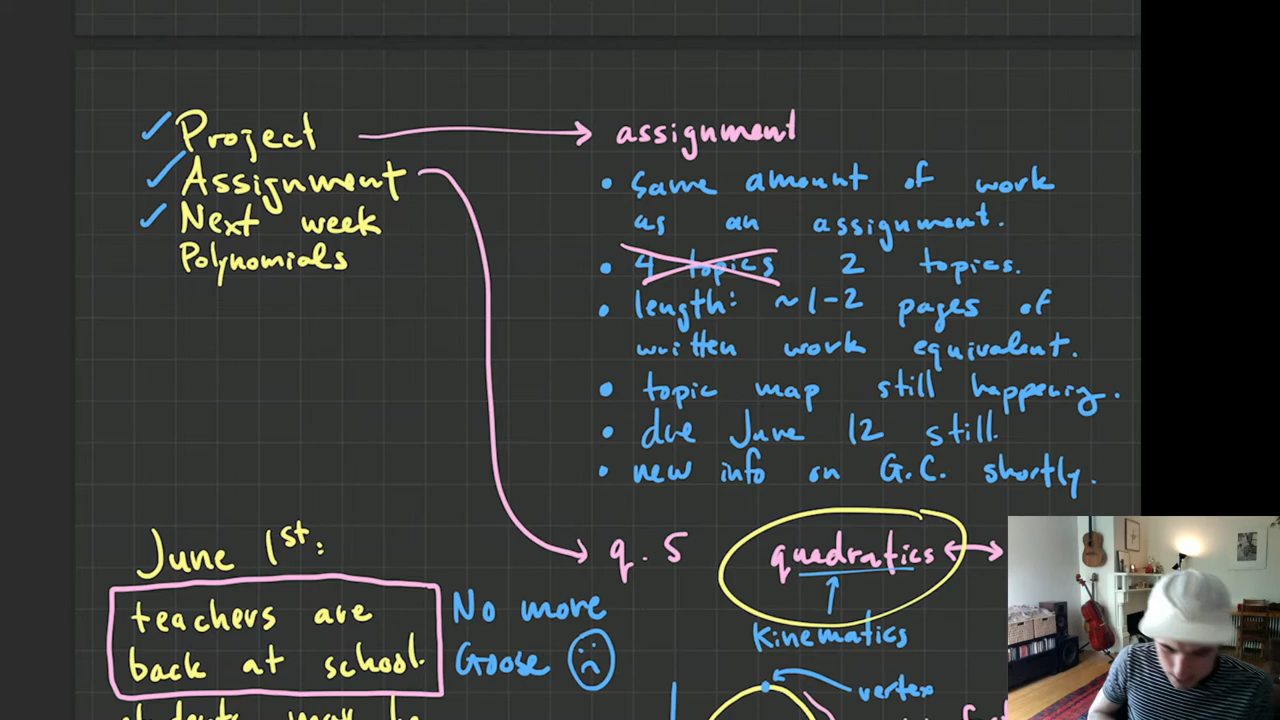 ✓ Project → assignment
✓ Assignment
✓ Next week
Polynomials
• same amount of work
as an assignment.
• 4 topics 2 topics.
• length: ~1-2 pages of
written work equivalent.
• topic map still happening.
• due June 12 still.
• new info on G.C. shortly.
q. 5 quadratics
Kinematics
vertex
June 1st:
teachers are
back at school.
No more
Goose